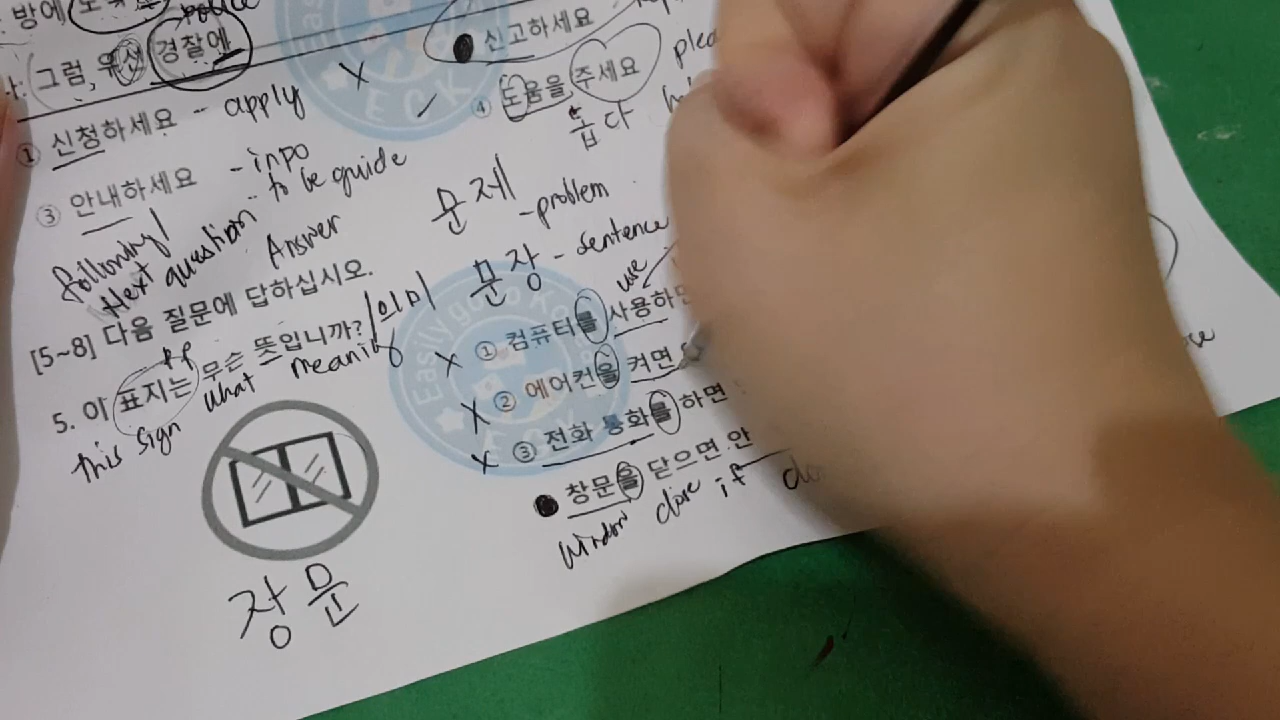 방에
police
그럼, 우선 경찰에
신고하세요
① 신청하세요 - apply
④ 도움을 주세요
돕다
③ 안내하세요 - inpo
- to be guide
문제
- problem
following/
Next question
Answer
문장 - sentence
[5~8] 다음 질문에 답하십시오.
use
5. 이 표지는 무슨 뜻입니까? /의미
this sign what meaning
① 컴퓨터를 사용하면
② 에어컨을 켜면
③ 전화 통화를 하면
창문을 닫으면 안
window close if
장문